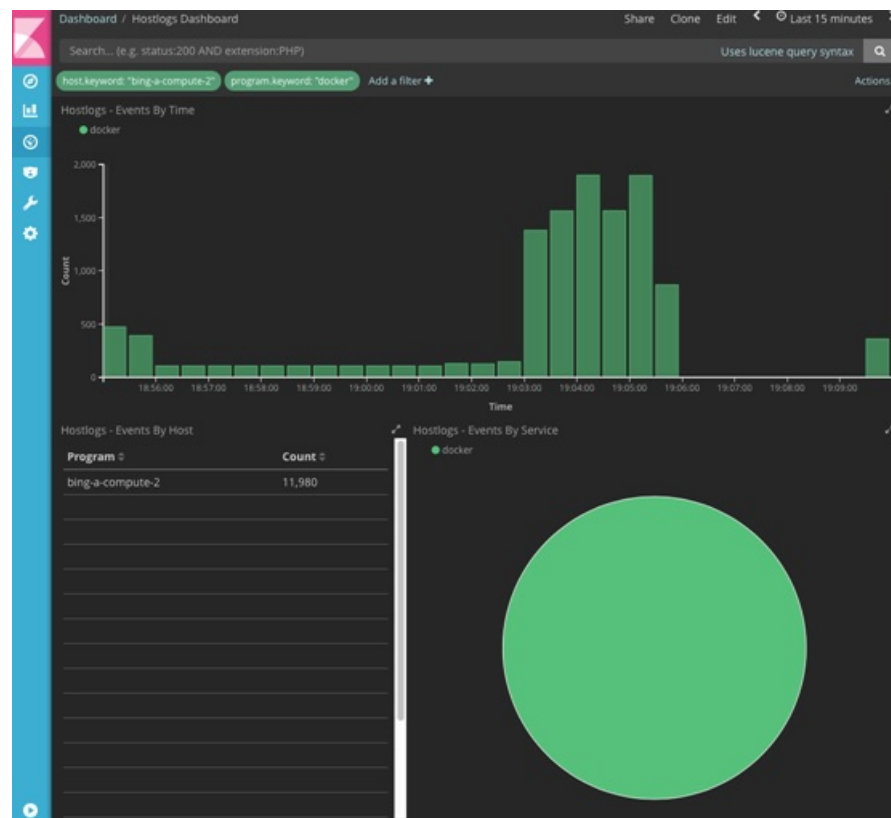 Dashboard / Hostlogs Dashboard Share Clone Edit Last 15 minutes
Search... (e.g. status:200 AND extension:PHP) Uses lucene query syntax
host.keyword: "bing-a-compute-2" program.keyword: "docker" Add a filter + Actions
Hostlogs - Events By Time
docker
2,000
1,500
1,000
500
0
Count
18:56:00 18:57:00 18:58:00 18:59:00 19:00:00 19:01:00 19:02:00 19:03:00 19:04:00 19:05:00 19:06:00 19:07:00 19:08:00 19:09:00
Time
Hostlogs - Events By Host
Program Count
bing-a-compute-2 11,980
Hostlogs - Events By Service
docker